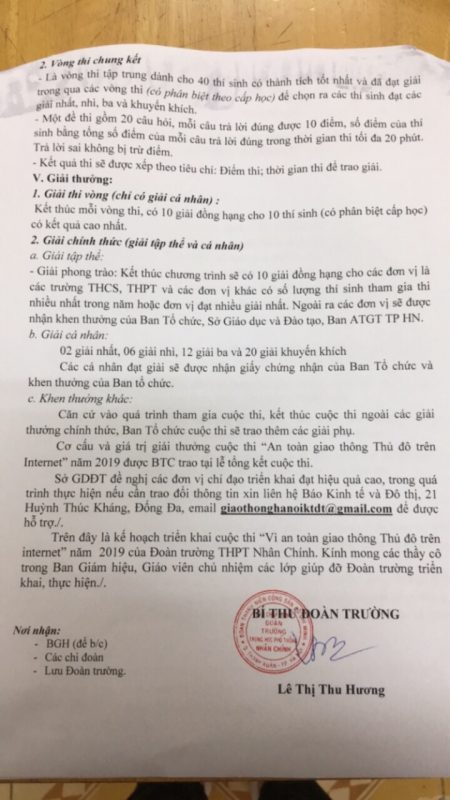 2. Vòng thi chung kết
- Là vòng thi tập trung dành cho 40 thí sinh có thành tích tốt nhất và đã đạt giải
trong qua các vòng thi (có phân biệt theo cấp học) để chọn ra các thí sinh đạt các
giải nhất, nhì, ba và khuyến khích.
- Một đề thi gồm 20 câu hỏi, mỗi câu trả lời đúng được 10 điểm, số điểm của thí
sinh bằng tổng số điểm của mỗi câu trả lời đúng trong thời gian thi tối đa 20 phút.
Trả lời sai không bị trừ điểm.
- Kết quả thi sẽ được xếp theo tiêu chí: Điểm thi; thời gian thi để trao giải.
V. Giải thưởng:
1. Giải thi vòng (chỉ có giải cá nhân) :
Kết thúc mỗi vòng thi, có 10 giải đồng hạng cho 10 thí sinh (có phân biệt cấp học)
có kết quả cao nhất.
2. Giải chính thức (giải tập thể và cá nhân)
a. Giải tập thể:
- Giải phong trào: Kết thúc chương trình sẽ có 10 giải đồng hạng cho các đơn vị là
các trường THCS, THPT và các đơn vị khác có số lượng thí sinh tham gia thi
nhiều nhất trong năm hoặc đơn vị đạt nhiều giải nhất. Ngoài ra các đơn vị sẽ được
nhận khen thưởng của Ban Tổ chức, Sở Giáo dục và Đào tạo, Ban ATGT TP HN.
b. Giải cá nhân:
02 giải nhất, 06 giải nhì, 12 giải ba và 20 giải khuyến khích
Các cá nhân đạt giải sẽ được nhận giấy chứng nhận của Ban Tổ chức và
khen thưởng của Ban tổ chức.
c. Khen thưởng khác:
Căn cứ vào quá trình tham gia cuộc thi, kết thúc cuộc thi ngoài các giải
thưởng chính thức, Ban Tổ chức cuộc thi sẽ trao thêm các giải phụ.
Cơ cấu và giá trị giải thưởng cuộc thi “An toàn giao thông Thủ đô trên
Internet” năm 2019 được BTC trao tại lễ tổng kết cuộc thi.
Sở GDĐT đề nghị các đơn vị chỉ đạo triển khai đạt hiệu quả cao, trong quá
trình thực hiện nếu cần trao đổi thông tin xin liên hệ Báo Kinh tế và Đô thị, 21
Huỳnh Thúc Kháng, Đống Đa, email giaothonghanoiktdt@gmail.com để được
hỗ trợ./.
Trên đây là kế hoạch triển khai cuộc thi “Vì an toàn giao thông Thủ đô trên
internet” năm 2019 của Đoàn trường THPT Nhân Chính. Kính mong các thầy cô
trong Ban Giám hiệu, Giáo viên chủ nhiệm các lớp giúp đỡ Đoàn trường triển
khai, thực hiện./.
BÍ THƯ ĐOÀN TRƯỜNG
ĐOÀN
TRƯỜNG
TRUNG HỌC PHỔ THÔNG
NHÂN CHÍNH
Nơi nhận:
- BGH (để b/c)
- Các chi đoàn
- Lưu Đoàn trường.
Lê Thị Thu Hương